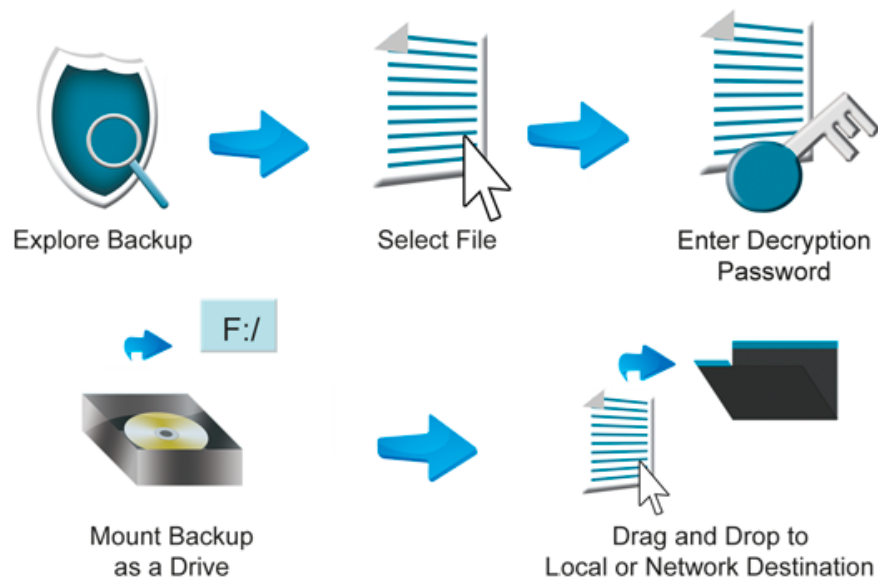 Explore Backup
Select File
Enter Decryption
Password
F:/
Mount Backup
as a Drive
Drag and Drop to
Local or Network Destination